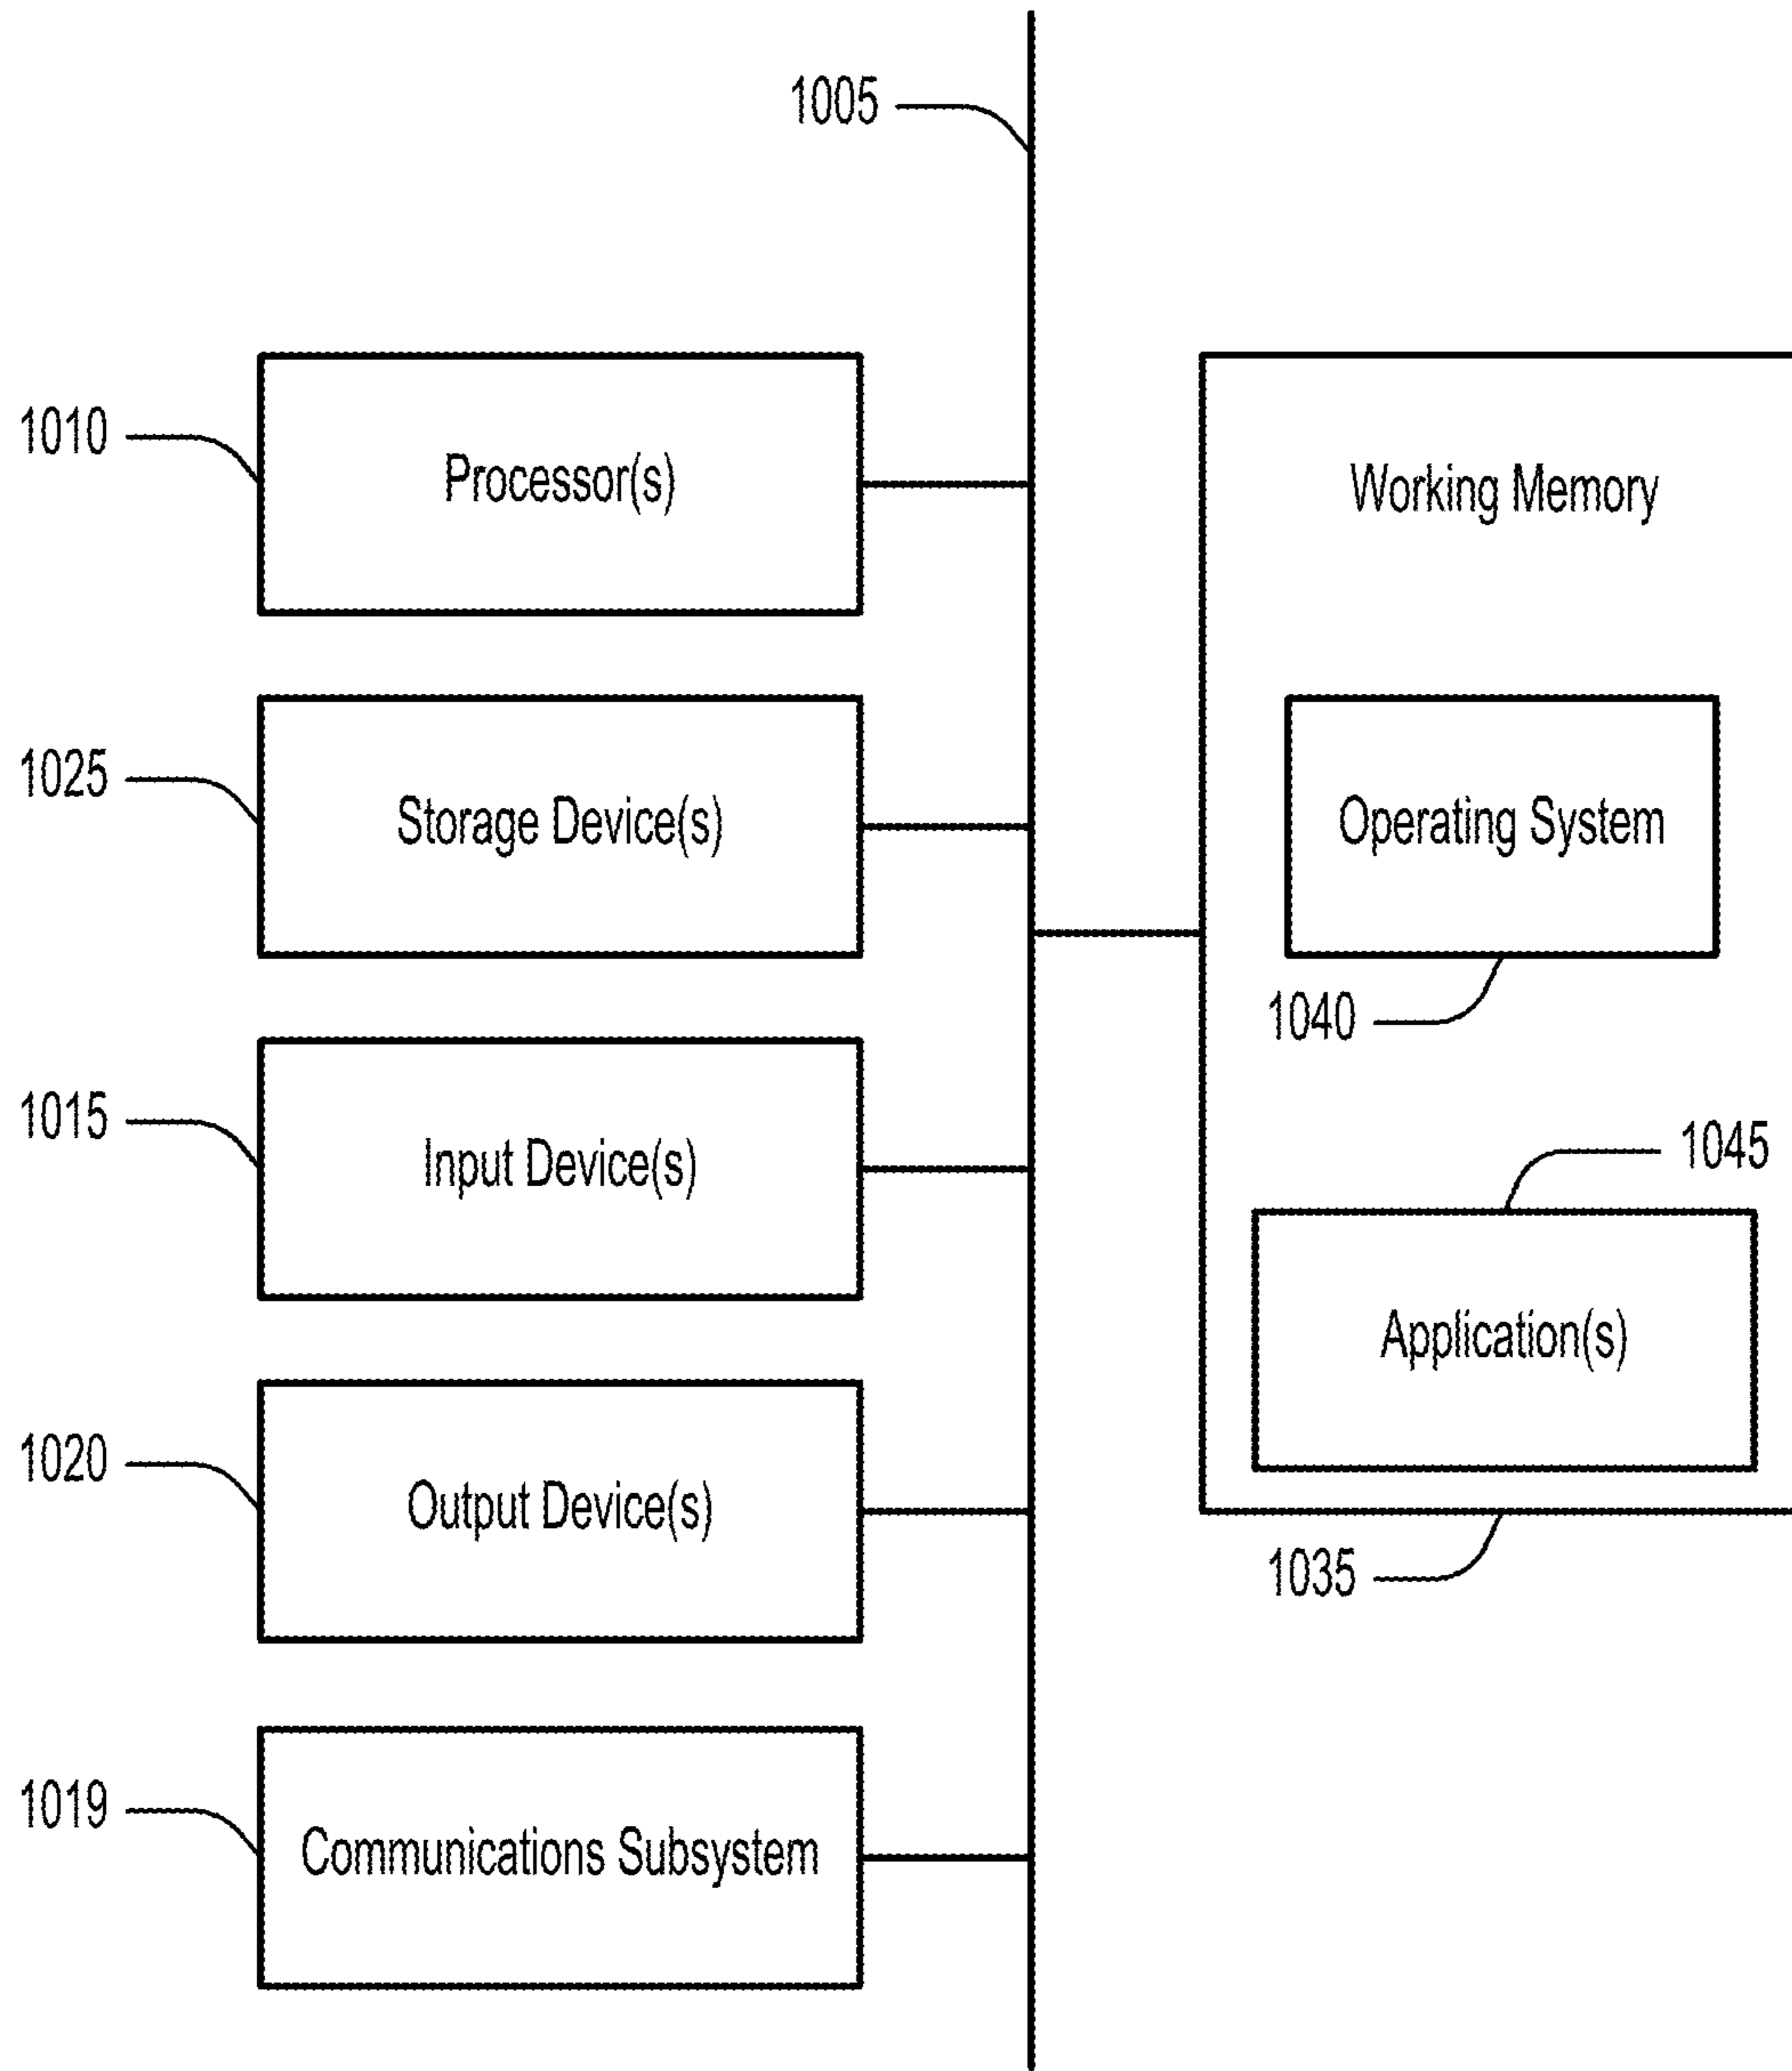 1005
1010
Processor(s)
Working Memory
1025
Storage Device(s)
Operating System
1040
1015
Input Device(s)
1045
Application(s)
1020
Output Device(s)
1035
1019
Communications Subsystem